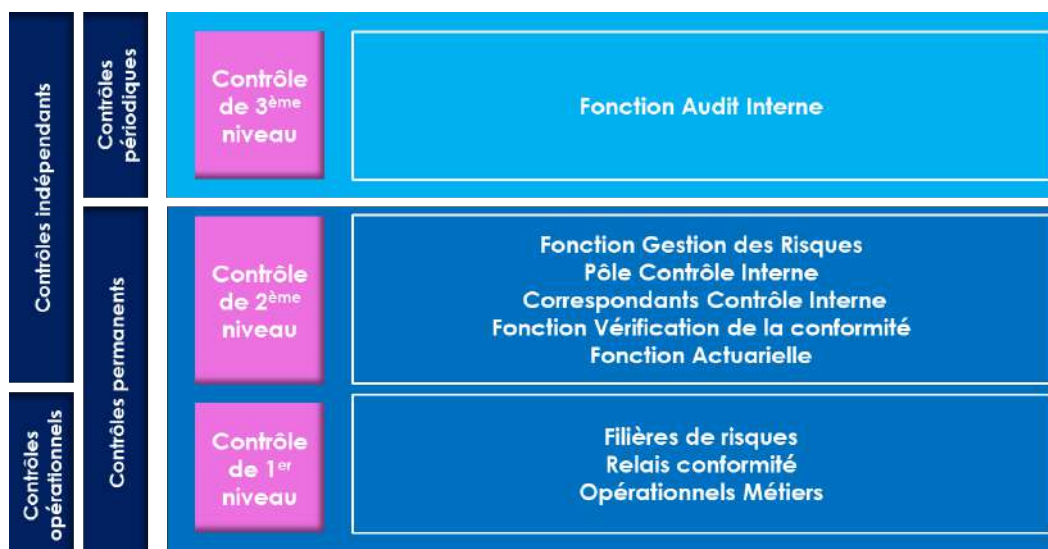 Contrôles indépendants
Contrôles
opérationnels
Contrôles
périodiques
Contrôles permanents
Contrôle
de 3ème
niveau
Fonction Audit Interne
Contrôle
de 2ème
niveau
Fonction Gestion des Risques
Pôle Contrôle Interne
Correspondants Contrôle Interne
Fonction Vérification de la conformité
Fonction Actuarielle
Contrôle
de 1er
niveau
Filières de risques
Relais conformité
Opérationnels Métiers